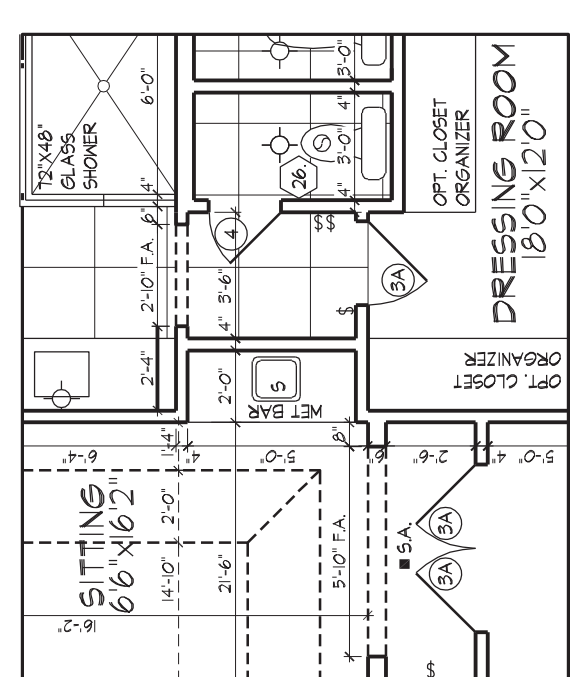 72"X48"
GLASS
SHOWER
6'-0"
4"
6"
2'-10" F.A.
2'-4"
3'-0"
4"
3'-0"
4"
26.
4
$$
3'-6"
4"
$
3A
OPT. CLOSET
ORGANIZER
DRESSING ROOM
18'0"x12'0"
OPT. CLOSET
ORGANIZER
2'-0"
S
WET BAR
6'-4"
1'-4"
4"
5'-0"
8"
6"
2'-6"
4"
5'-0"
SITTING
6'6"x16'2"
2'-0"
14'-10"
21'-6"
5'-10" F.A.
S.A.
3A
3A
16'-2"
$